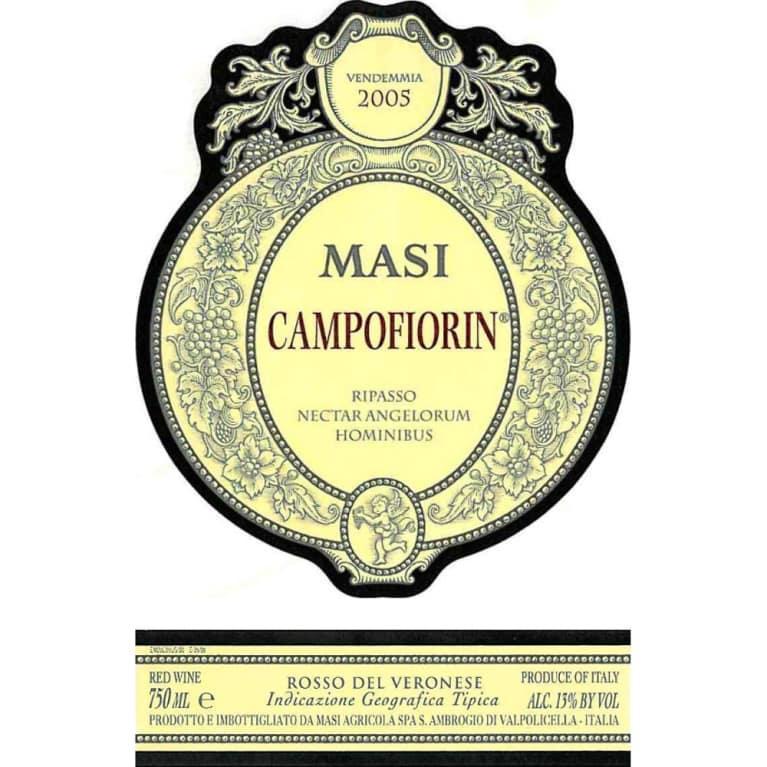 VENDEMMIA
2005
MASI
CAMPOFIORIN®
RIPASSO
NECTAR ANGELORUM
HOMINIBUS
RED WINE
750 ML e
ROSSO DEL VERONESE
Indicazione Geografica Tipica
PRODUCE OF ITALY
ALC. 13% BY VOL
PRODOTTO E IMBOTTIGLIATO DA MASI AGRICOLA SPA S. AMBROGIO DI VALPOLICELLA - ITALIA